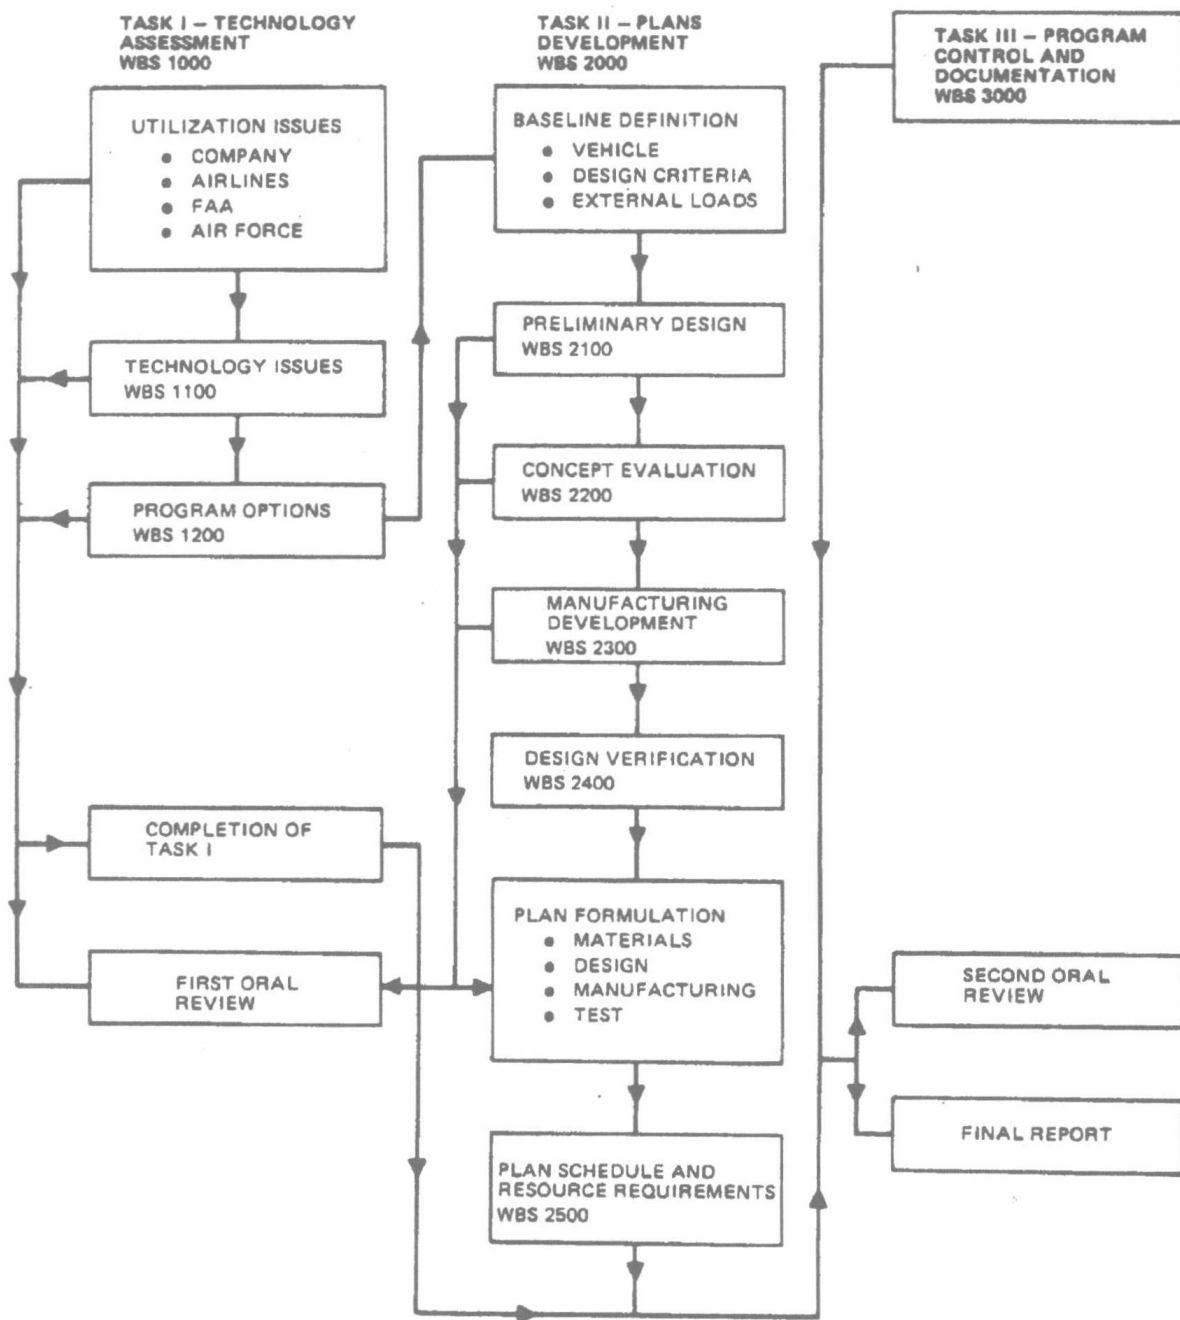 TASK I – TECHNOLOGY
ASSESSMENT
WBS 1000
UTILIZATION ISSUES
● COMPANY
● AIRLINES
● FAA
● AIR FORCE
TECHNOLOGY ISSUES
WBS 1100
PROGRAM OPTIONS
WBS 1200
COMPLETION OF
TASK I
FIRST ORAL
REVIEW
TASK II – PLANS
DEVELOPMENT
WBS 2000
BASELINE DEFINITION
● VEHICLE
● DESIGN CRITERIA
● EXTERNAL LOADS
PRELIMINARY DESIGN
WBS 2100
CONCEPT EVALUATION
WBS 2200
MANUFACTURING
DEVELOPMENT
WBS 2300
DESIGN VERIFICATION
WBS 2400
PLAN FORMULATION
● MATERIALS
● DESIGN
● MANUFACTURING
● TEST
PLAN SCHEDULE AND
RESOURCE REQUIREMENTS
WBS 2500
TASK III – PROGRAM
CONTROL AND
DOCUMENTATION
WBS 3000
SECOND ORAL
REVIEW
FINAL REPORT